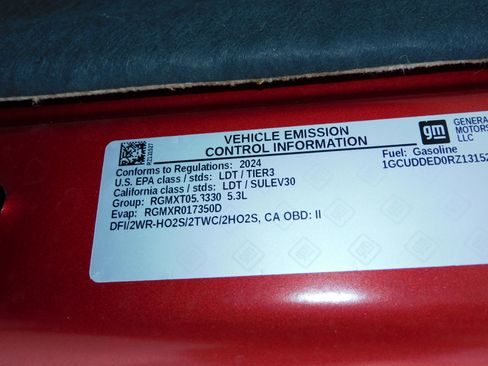 VEHICLE EMISSION
CONTROL INFORMATION
Conforms to Regulations: 2024
U.S. EPA class / stds: LDT / TIER3
California class / stds: LDT / SULEV30
Group: RGMXT05.3330 5.3L
Evap: RGMXR017350D
DFI/2WR-HO2S/2TWC/2HO2S, CA OBD: II
gm
GENERAL
MOTORS
LLC
Fuel: Gasoline
1GCUDDED0RZ13152